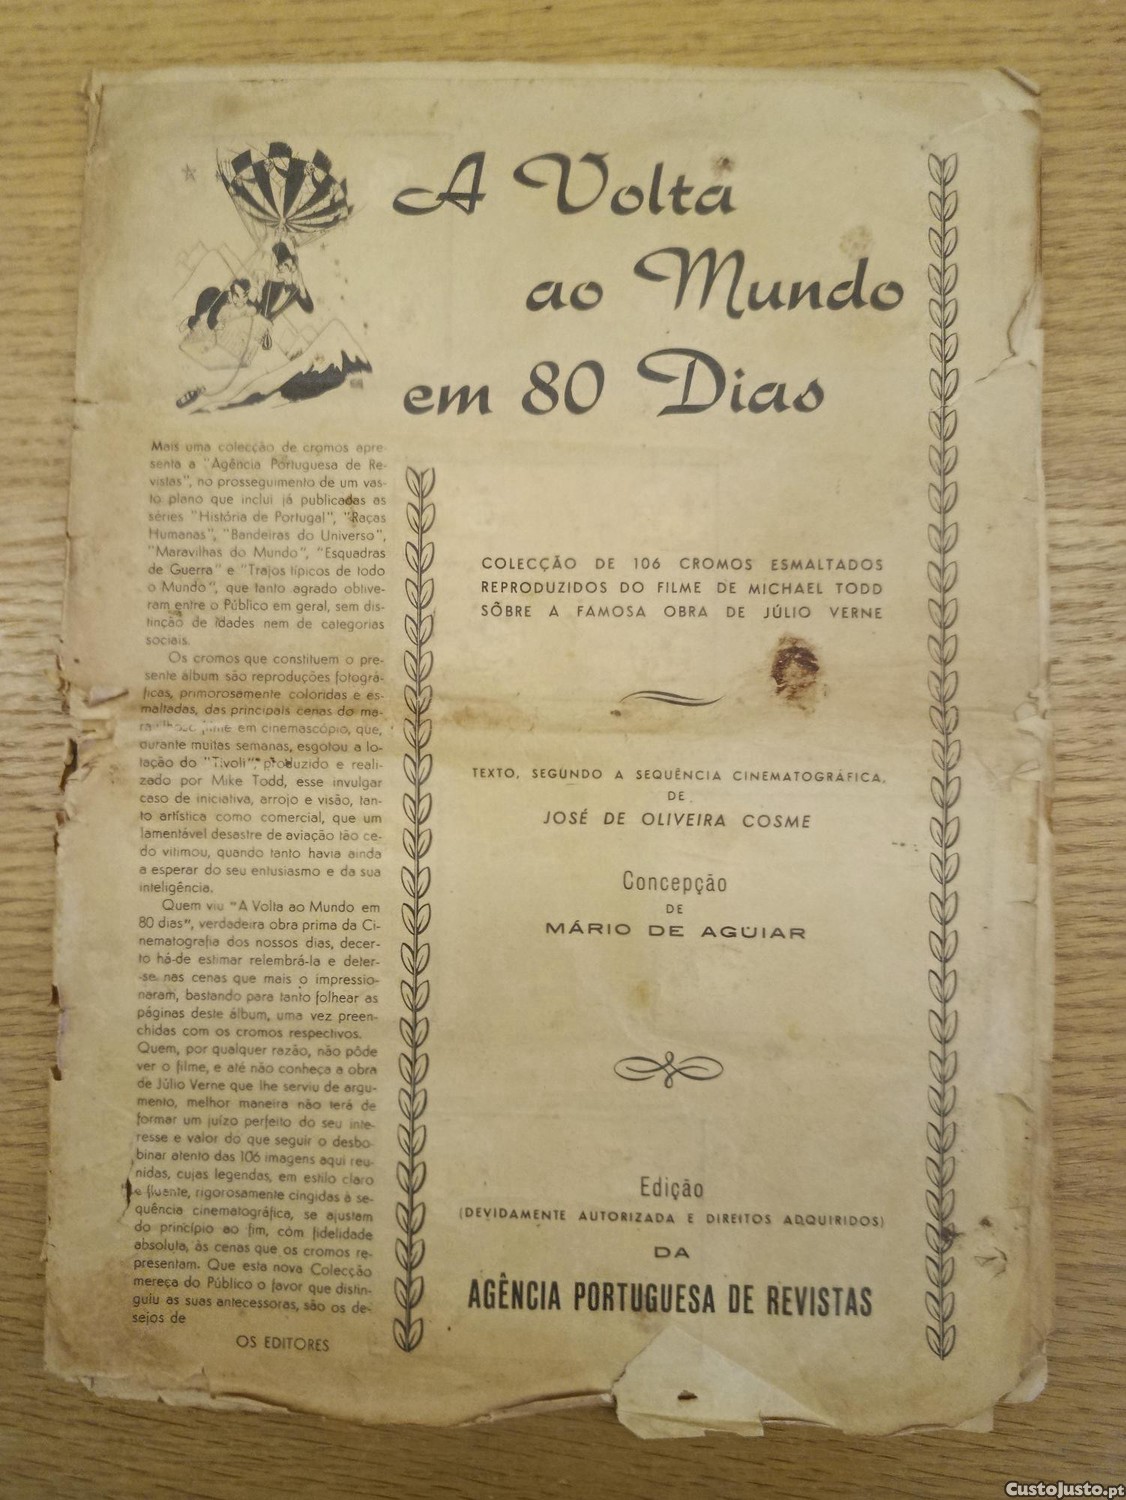 A Volta
ao Mundo
em 80 Dias
Mais uma colecção de cromos apre-
senta a "Agência Portuguesa de Re-
vistas", no prosseguimento de um vas-
to plano que inclui já publicadas as
séries "História de Portugal", "Raças
Humanas", "Bandeiras do Universo",
"Maravilhas do Mundo", "Esquadras
de Guerra" e "Trajos típicos de todo
o Mundo", que tanto agrado obtive-
ram entre o Público em geral, sem dis-
tinção de idades nem de categorias
sociais.
Os cromos que constituem o pre-
sente álbum são reproduções fotográ-
ficas, primorosamente coloridas e es-
maltadas, das principais cenas do ma-
filme em cinemascópio, que,
durante muitas semanas, esgotou a lo-
tação do "Tivoli", produzido e reali-
zado por Mike Todd, esse invulgar
caso de iniciativa, arrojo e visão, tan-
to artística como comercial, que um
lamentável desastre de aviação tão ce-
do vitimou, quando tanto havia ainda
a esperar do seu entusiasmo e da sua
inteligência.
Quem viu "A Volta ao Mundo em
80 dias", verdadeira obra prima da Ci-
nematografia dos nossos dias, decer-
to há-de estimar relembrá-la e deter-
-se nas cenas que mais o impressio-
naram, bastando para tanto folhear as
páginas deste álbum, uma vez preen-
chidas com os cromos respectivos.
Quem, por qualquer razão, não pôde
ver o filme, e até não conheça a obra
de Júlio Verne que lhe serviu de argu-
mento, melhor maneira não terá de
formar um juízo perfeito do seu inte-
resse e valor do que seguir o desbo-
binar atento das 106 imagens aqui reu-
nidas, cujas legendas, em estilo claro
e fluente, rigorosamente cingidas à se-
quência cinematográfica, se ajustam
do princípio ao fim, com fidelidade
absoluta, às cenas que os cromos re-
presentam. Que esta nova Colecção
mereça do Público o favor que distin-
guiu as suas antecessoras, são os de-
sejos de
OS EDITORES
COLECÇÃO DE 106 CROMOS ESMALTADOS
REPRODUZIDOS DO FILME DE MICHAEL TODD
SÔBRE A FAMOSA OBRA DE JÚLIO VERNE
TEXTO, SEGUNDO A SEQUÊNCIA CINEMATOGRÁFICA,
DE
JOSÉ DE OLIVEIRA COSME
Concepção
DE
MÁRIO DE AGUIAR
Edição
(DEVIDAMENTE AUTORIZADA E DIREITOS ADQUIRIDOS)
DA
AGÊNCIA PORTUGUESA DE REVISTAS
CustoJusto.pt